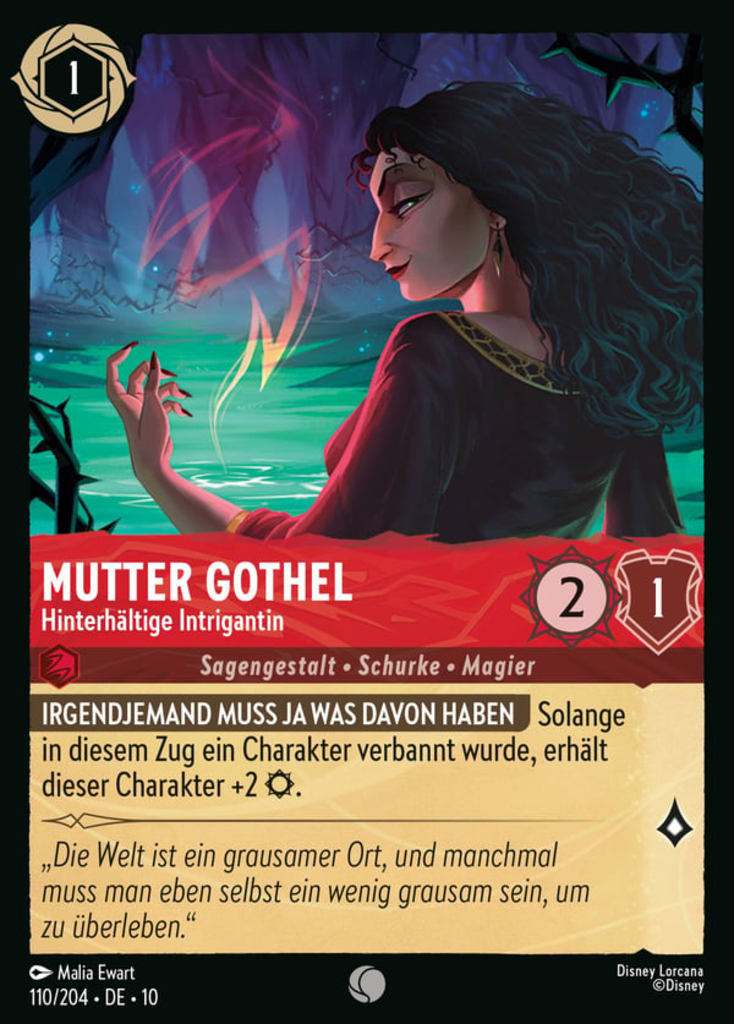 1
MUTTER GOTHEL
Hinterhältige Intrigantin
2
1
Sagengestalt • Schurke • Magier
IRGENDJEMAND MUSS JA WAS DAVON HABEN Solange
in diesem Zug ein Charakter verbannt wurde, erhält
dieser Charakter +2 .
„Die Welt ist ein grausamer Ort, und manchmal
muss man eben selbst ein wenig grausam sein, um
zu überleben.“
Malia Ewart
110/204 • DE • 10
Disney Lorcana
©Disney